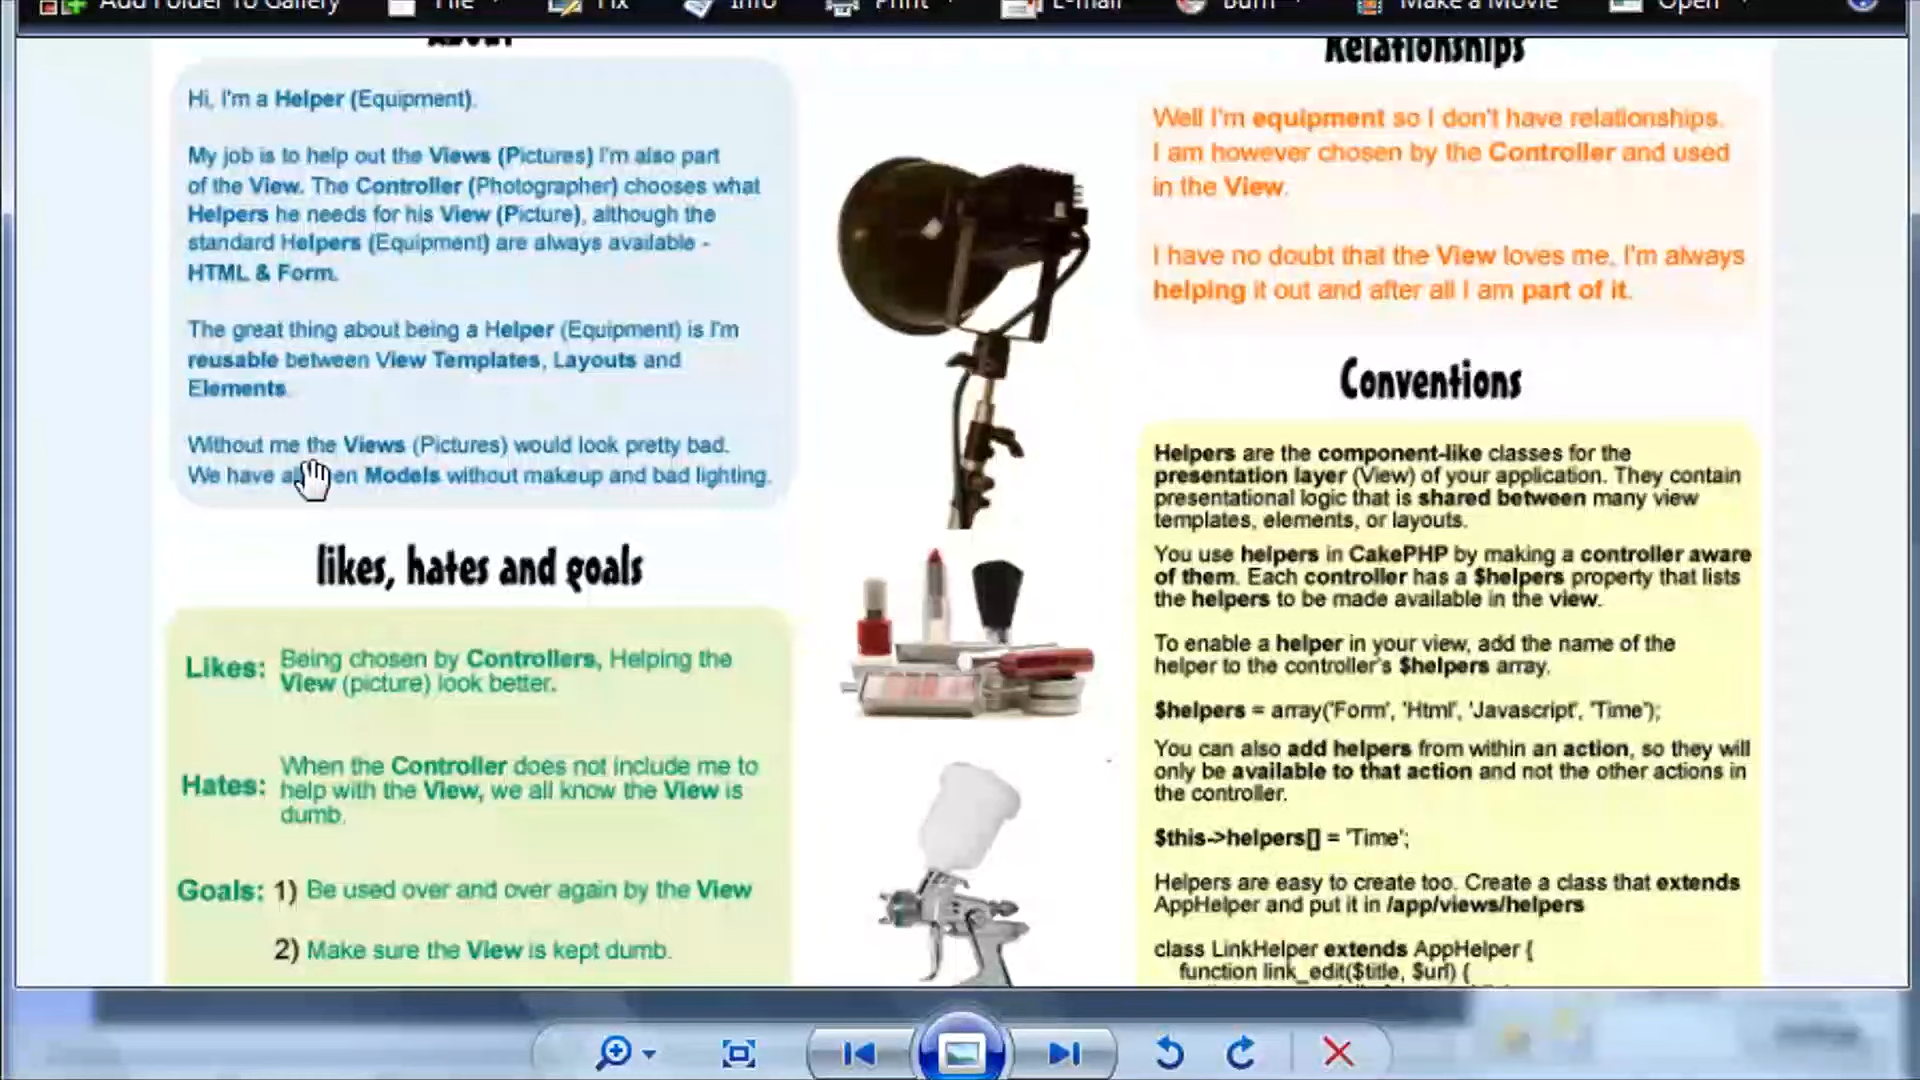 Add Folder To Gallery File Fix Info Print E-mail Burn Make a Movie Open
About
Hi, I'm a Helper (Equipment).
My job is to help out the Views (Pictures) I'm also part
of the View. The Controller (Photographer) chooses what
Helpers he needs for his View (Picture), although the
standard Helpers (Equipment) are always available -
HTML & Form.
The great thing about being a Helper (Equipment) is I'm
reusable between View Templates, Layouts and
Elements.
Without me the Views (Pictures) would look pretty bad.
We have Models without makeup and bad lighting.
likes, hates and goals
Likes: Being chosen by Controllers, Helping the
View (picture) look better.
Hates: When the Controller does not include me to
help with the View, we all know the View is
dumb.
Goals: 1) Be used over and over again by the View
2) Make sure the View is kept dumb.
Relationships
Well I'm equipment so I don't have relationships.
I am however chosen by the Controller and used
in the View.
I have no doubt that the View loves me, I'm always
helping it out and after all I am part of it.
Conventions
Helpers are the component-like classes for the
presentation layer (View) of your application. They contain
presentational logic that is shared between many view
templates, elements, or layouts.
You use helpers in CakePHP by making a controller aware
of them. Each controller has a $helpers property that lists
the helpers to be made available in the view.
To enable a helper in your view, add the name of the
helper to the controller's $helpers array.
$helpers = array('Form', 'Html', 'Javascript', 'Time');
You can also add helpers from within an action, so they will
only be available to that action and not the other actions in
the controller.
$this->helpers[] = 'Time';
Helpers are easy to create too. Create a class that extends
AppHelper and put it in /app/views/helpers
class LinkHelper extends AppHelper {
function link_edit($title, $url) {